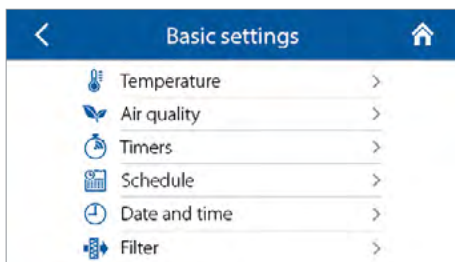 Basic settings
Temperature
Air quality
Timers
Schedule
Date and time
Filter